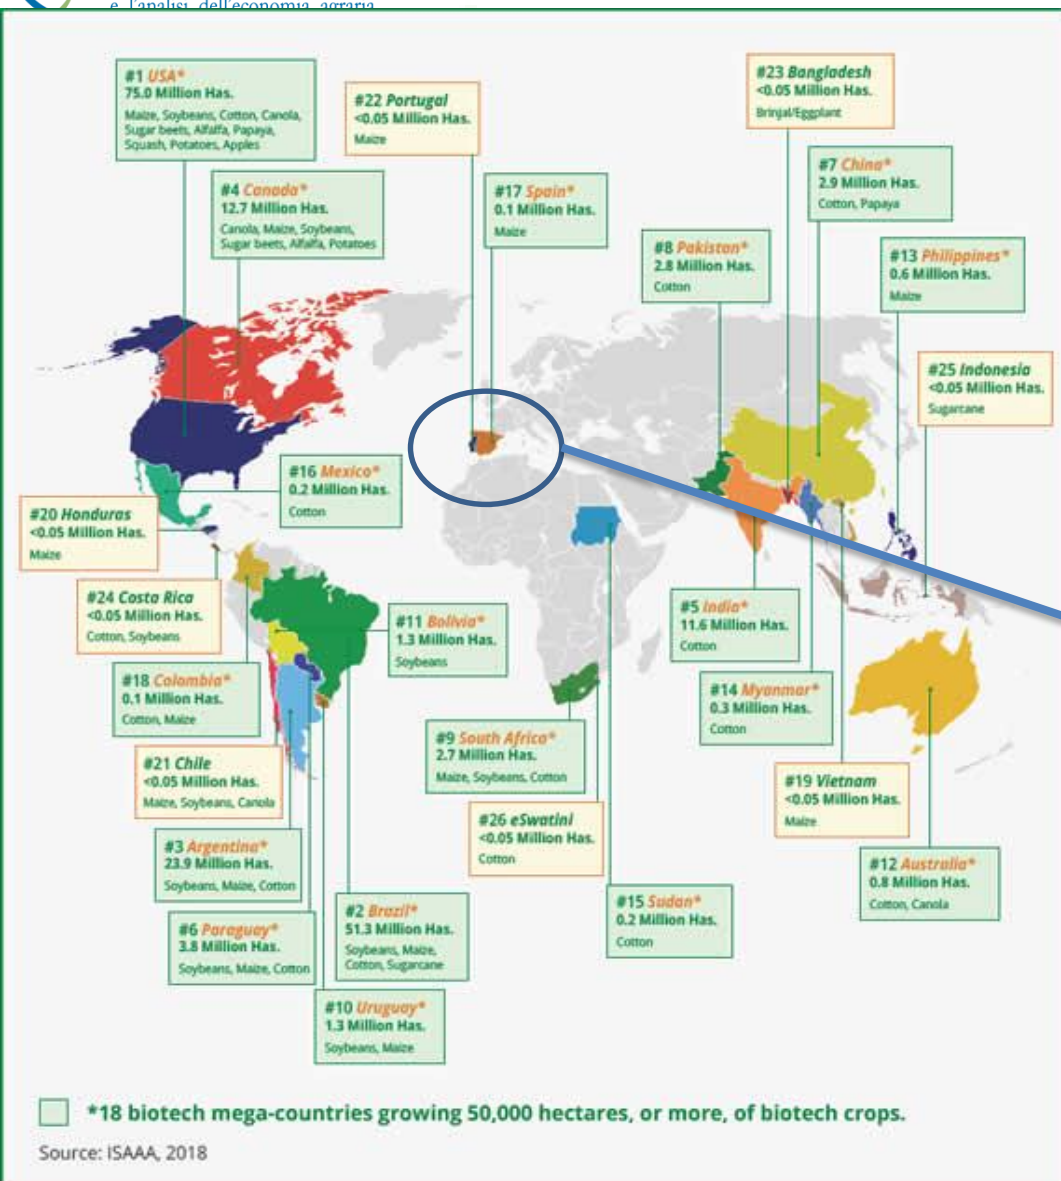 e l'analisi dell'economia agraria
#1 USA*
75.0 Million Has.
Maize, Soybeans, Cotton, Canola,
Sugar beets, Alfalfa, Papaya,
Squash, Potatoes, Apples
#22 Portugal
<0.05 Million Has.
Maize
#23 Bangladesh
<0.05 Million Has.
Brinjal/Eggplant
#4 Canada*
12.7 Million Has.
Canola, Maize, Soybeans,
Sugar beets, Alfalfa, Potatoes
#17 Spain*
0.1 Million Has.
Maize
#7 China*
2.9 Million Has.
Cotton, Papaya
#8 Pakistan*
2.8 Million Has.
Cotton
#13 Philippines*
0.6 Million Has.
Maize
#25 Indonesia
<0.05 Million Has.
Sugarcane
#16 Mexico*
0.2 Million Has.
Cotton
#20 Honduras
<0.05 Million Has.
Maize
#24 Costa Rica
<0.05 Million Has.
Cotton, Soybeans
#11 Bolivia*
1.3 Million Has.
Soybeans
#5 India*
11.6 Million Has.
Cotton
#18 Colombia*
0.1 Million Has.
Cotton, Maize
#14 Myanmar*
0.3 Million Has.
Cotton
#9 South Africa*
2.7 Million Has.
Maize, Soybeans, Cotton
#21 Chile
<0.05 Million Has.
Maize, Soybeans, Canola
#19 Vietnam
<0.05 Million Has.
Maize
#26 eSwatini
<0.05 Million Has.
Cotton
#3 Argentina*
23.9 Million Has.
Soybeans, Maize, Cotton
#12 Australia*
0.8 Million Has.
Cotton, Canola
#15 Sudan*
0.2 Million Has.
Cotton
#2 Brazil*
51.3 Million Has.
Soybeans, Maize,
Cotton, Sugarcane
#6 Paraguay*
3.8 Million Has.
Soybeans, Maize, Cotton
#10 Uruguay*
1.3 Million Has.
Soybeans, Maize
*18 biotech mega-countries growing 50,000 hectares, or more, of biotech crops.
Source: ISAAA, 2018